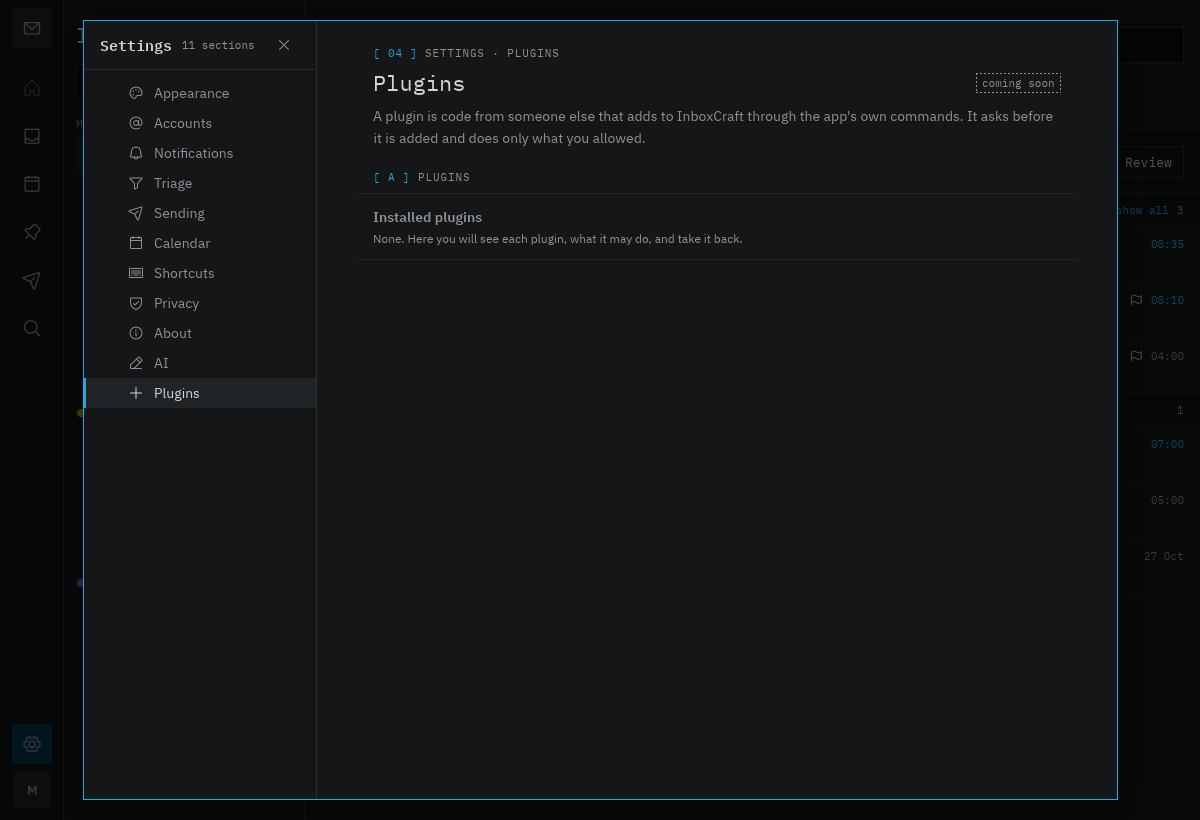 Settings 11 sections
Appearance
Accounts
Notifications
Triage
Sending
Calendar
Shortcuts
Privacy
About
AI
Plugins
[ 04 ] SETTINGS · PLUGINS
Plugins
coming soon
A plugin is code from someone else that adds to InboxCraft through the app's own commands. It asks before
it is added and does only what you allowed.
[ A ] PLUGINS
Installed plugins
None. Here you will see each plugin, what it may do, and take it back.
Review
show all 3
08:35
08:10
04:00
1
07:00
05:00
27 Oct
M